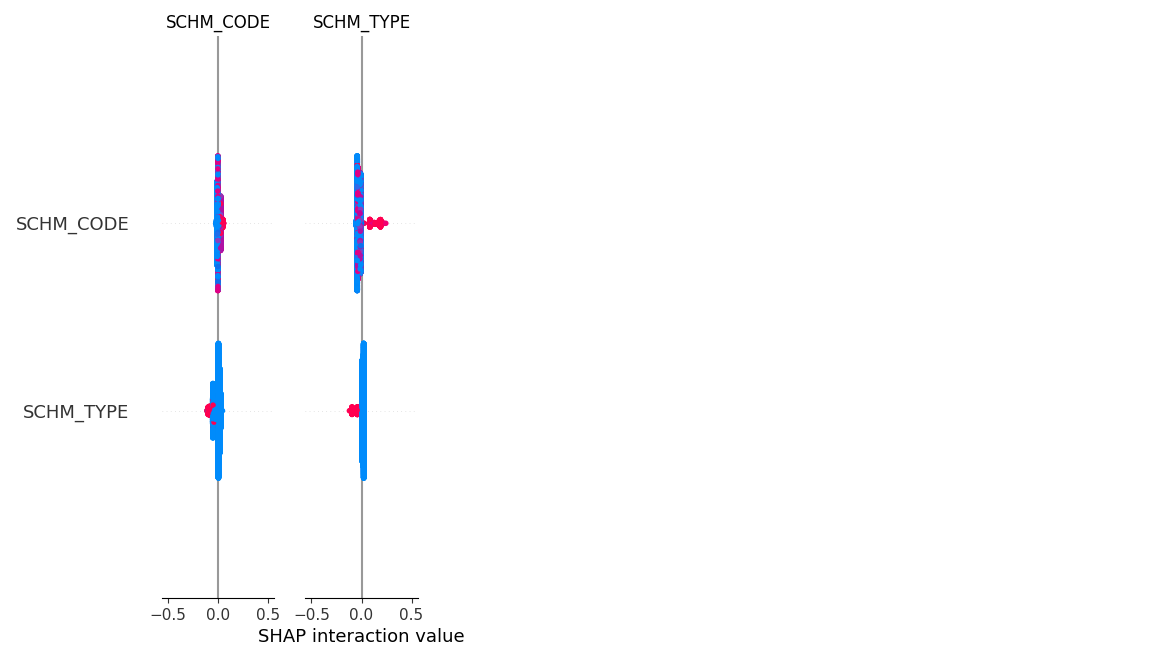 SCHM_CODE SCHM_TYPE
SCHM_CODE
SCHM_TYPE
−0.5 0.0 0.5 −0.5 0.0 0.5
SHAP interaction value